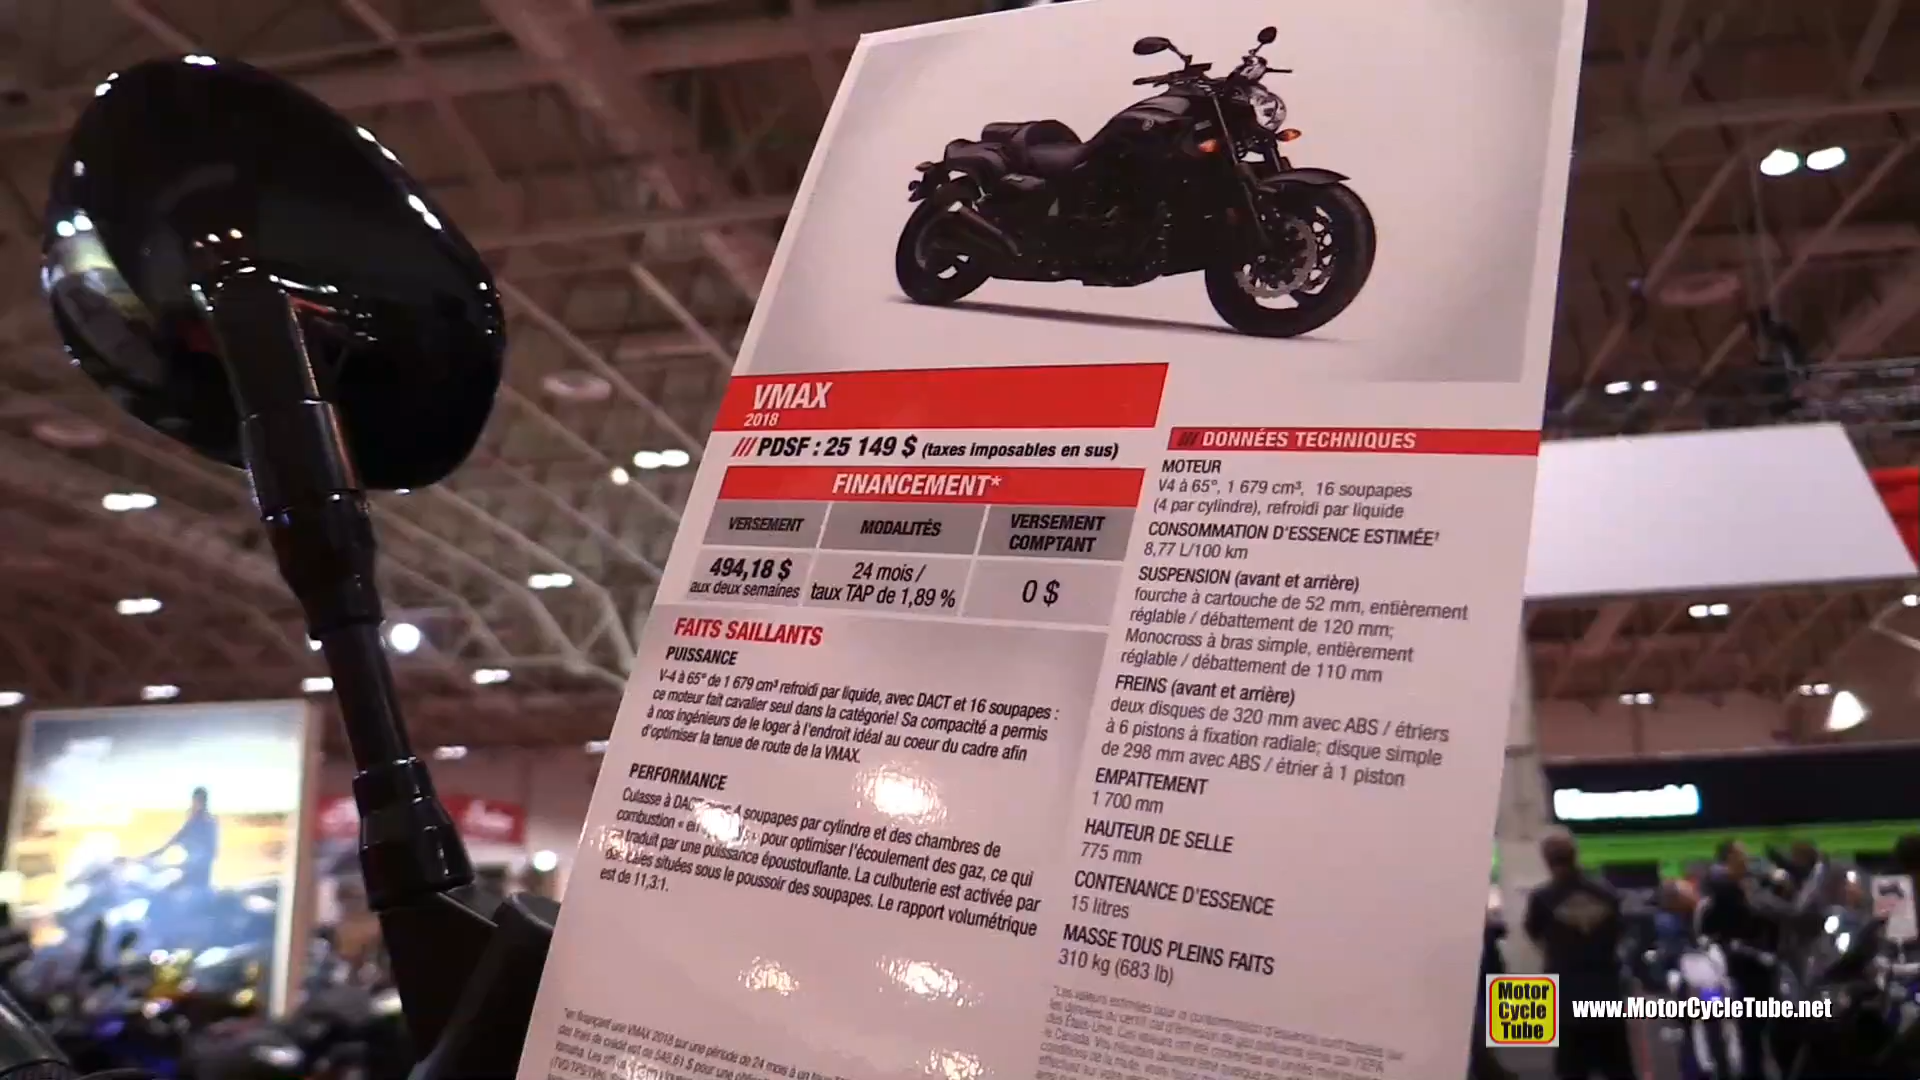 VMAX
2018
/// PDSF : 25 149 $ (taxes imposables en sus)
FINANCEMENT*
VERSEMENT
MODALITÉS
VERSEMENT
COMPTANT
494,18 $
aux deux semaines
24 mois /
taux TAP de 1,89 %
0 $
FAITS SAILLANTS
PUISSANCE
V-4 à 65° de 1 679 cm³ refroidi par liquide, avec DACT et 16 soupapes :
ce moteur fait cavalier seul dans la catégorie! Sa compacité a permis
à nos ingénieurs de le loger à l'endroit idéal au coeur du cadre afin
d'optimiser la tenue de route de la VMAX.
PERFORMANCE
Culasse à 4 soupapes par cylindre et des chambres de
combustion « en pour optimiser l'écoulement des gaz, ce qui
traduit par une puissance époustouflante. La culbuterie est activée par
situées sous le poussoir des soupapes. Le rapport volumétrique
est de 11,3:1.
/// DONNÉES TECHNIQUES
MOTEUR
V4 à 65°, 1 679 cm³, 16 soupapes
(4 par cylindre), refroidi par liquide
CONSOMMATION D'ESSENCE ESTIMÉE†
8,77 L/100 km
SUSPENSION (avant et arrière)
fourche à cartouche de 52 mm, entièrement
réglable / débattement de 120 mm;
Monocross à bras simple, entièrement
réglable / débattement de 110 mm
FREINS (avant et arrière)
deux disques de 320 mm avec ABS / étriers
à 6 pistons à fixation radiale; disque simple
de 298 mm avec ABS / étrier à 1 piston
EMPATTEMENT
1 700 mm
HAUTEUR DE SELLE
775 mm
CONTENANCE D'ESSENCE
15 litres
MASSE TOUS PLEINS FAITS
310 kg (683 lb)
Motor
Cycle
Tube
www.MotorCycleTube.net